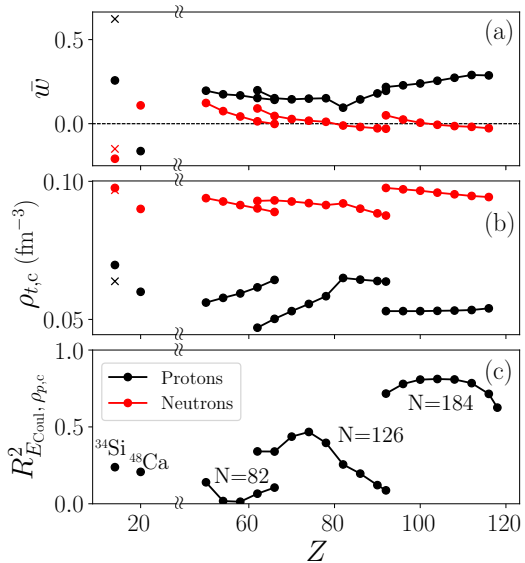 (a)
0.5
0.0
w̄
(b)
0.10
0.05
ρt,c (fm−3)
(c)
1.0
0.5
0.0
R2ECoul, ρp,c
Protons
Neutrons
34Si
48Ca
N=82
N=126
N=184
20 60 80 100 120
Z